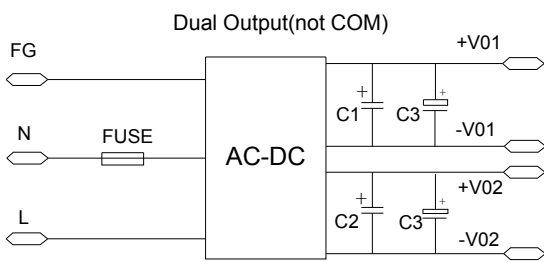 Dual Output(not COM)
FG
N
FUSE
L
AC-DC
+V01
+
C1
+
C3
-V01
+V02
+
C2
+
C3
-V02